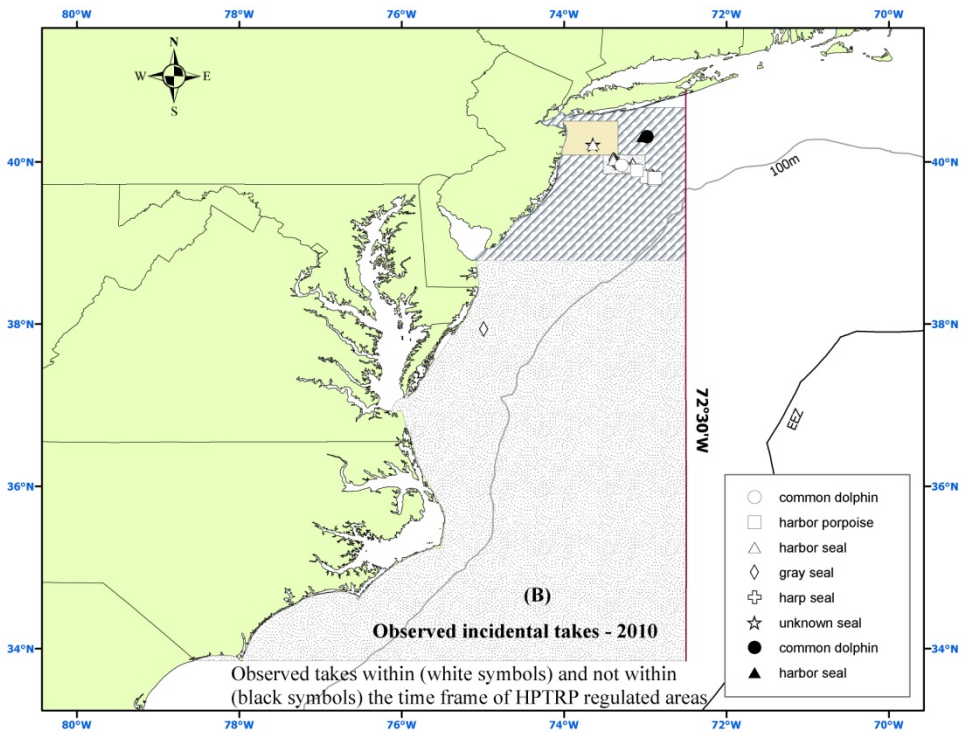 80°W 78°W 76°W 74°W 72°W 70°W
N
W E
S
40°N 40°N
100m
38°N 38°N
72°30'W
EEZ
36°N 36°N
common dolphin
harbor porpoise
harbor seal
gray seal
harp seal
unknown seal
common dolphin
harbor seal
(B)
Observed incidental takes - 2010
34°N 34°N
Observed takes within (white symbols) and not within
(black symbols) the time frame of HPTRP regulated areas
80°W 78°W 76°W 74°W 72°W 70°W